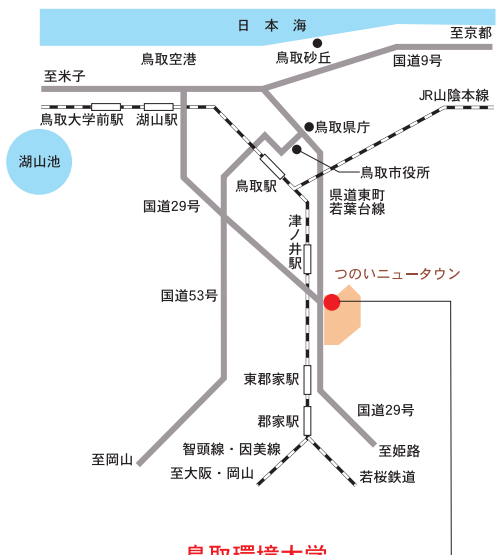 日本海
至京都
鳥取砂丘
鳥取空港
国道9号
至米子
JR山陰本線
鳥取大学前駅
湖山駅
鳥取県庁
湖山池
鳥取市役所
鳥取駅
県道東町
若葉台線
国道29号
津ノ井駅
つのいニュータウン
国道53号
東郡家駅
郡家駅
国道29号
智頭線・因美線
至姫路
至岡山
至大阪・岡山
若桜鉄道
鳥取環境大学